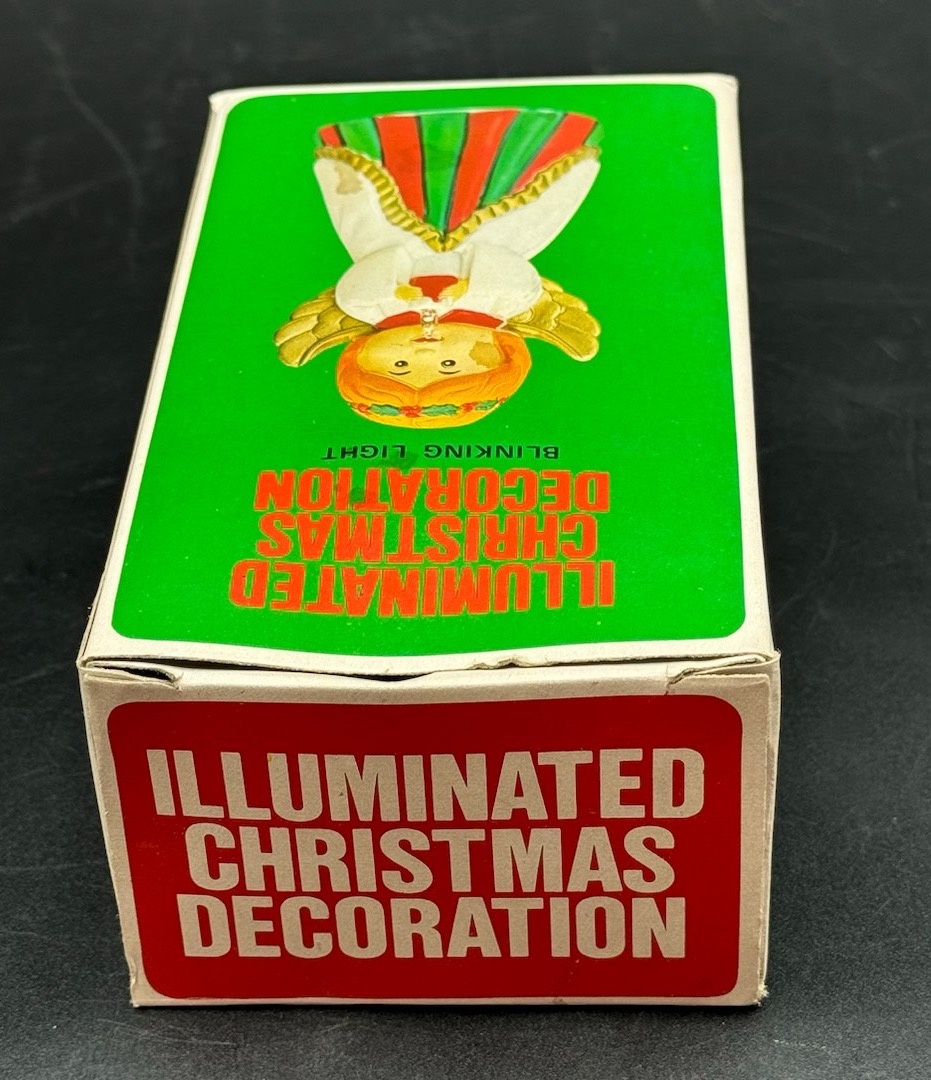 ILLUMINATED
CHRISTMAS
DECORATION
BLINKING LIGHT
ILLUMINATED
CHRISTMAS
DECORATION